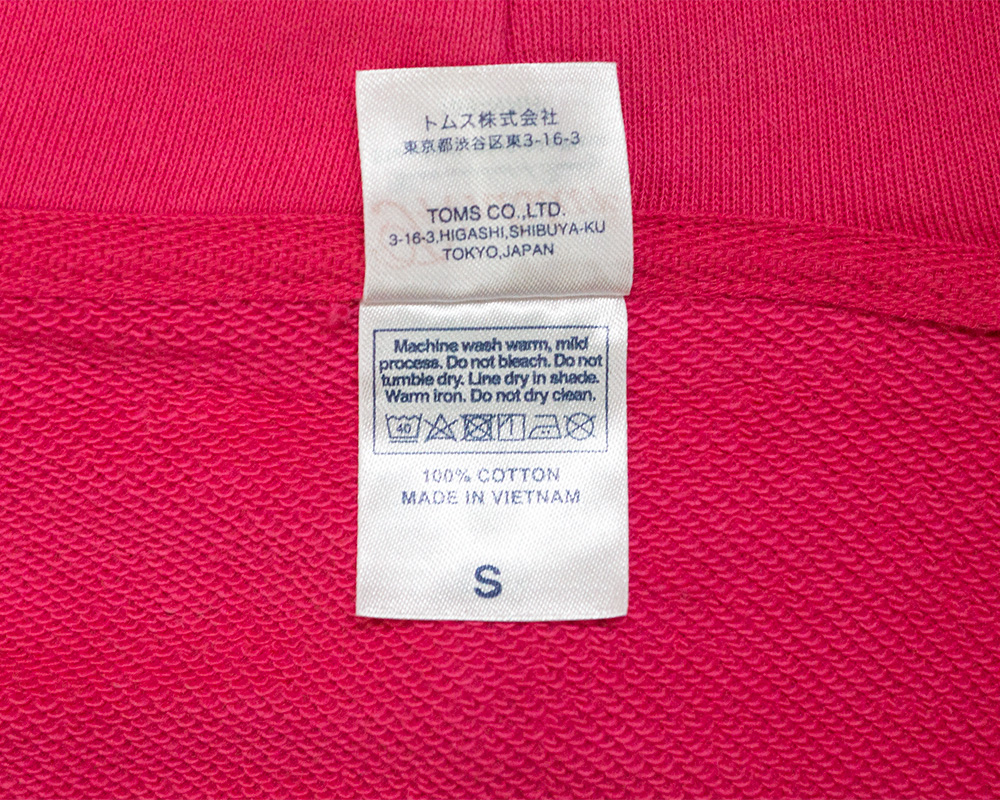 トムス株式会社
東京都渋谷区東3-16-3
TOMS CO.,LTD.
3-16-3,HIGASHI,SHIBUYA-KU
TOKYO,JAPAN
Machine wash warm, mild
process. Do not bleach. Do not
tumble dry. Line dry in shade.
Warm iron. Do not dry clean.
40
100% COTTON
MADE IN VIETNAM
S